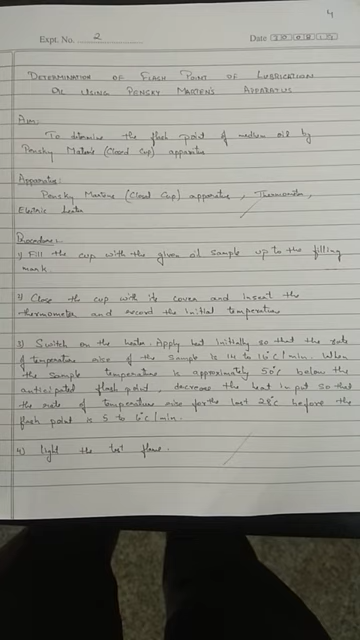 4
Expt. No. 2 Date
DETERMINATION OF FLASH POINT OF LUBRICATION
OIL USING PENSKY MARTEN'S APPARATUS
Aim:
To determine the flash point of medium oil by
Pensky Marten's (Closed Cup) apparatus
Apparatus:
Pensky Martens (Closed Cup) apparatus, Thermometer,
Electric heater
Procedure:
1) Fill the cup with the given oil sample up to the filling
mark.
2) Close the cup with its cover and insert the
thermometer and record the initial temperature
3) Switch on the heater. Apply heat initially so that the rate
of temperature rise of the sample is 14 to 16°C/min. When
the sample temperature is approximately 50°C below the
anticipated flash point, decrease the heat input so that
the rate of temperature rise for the last 28°C before the
flash point is 5 to 6°C/min.
4) Light the test flame.